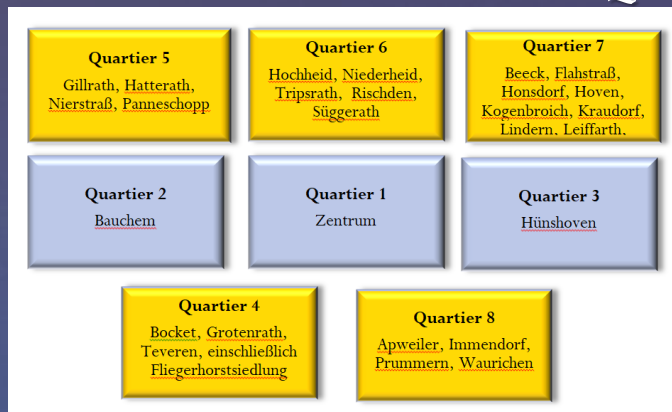 Quartier 5
Gillrath, Hatterath,
Nierstraß, Panneschopp
Quartier 6
Hochheid, Niederheid,
Tripsrath, Rischden,
Süggerath
Quartier 7
Beeck, Flahstraß,
Honsdorf, Hoven,
Kogenbroich, Kraudorf,
Lindern, Leiffarth,
Quartier 2
Bauchem
Quartier 1
Zentrum
Quartier 3
Hünshoven
Quartier 4
Bocket, Grotenrath,
Teveren, einschließlich
Fliegerhorstsiedlung
Quartier 8
Apweiler, Immendorf,
Prummern, Waurichen